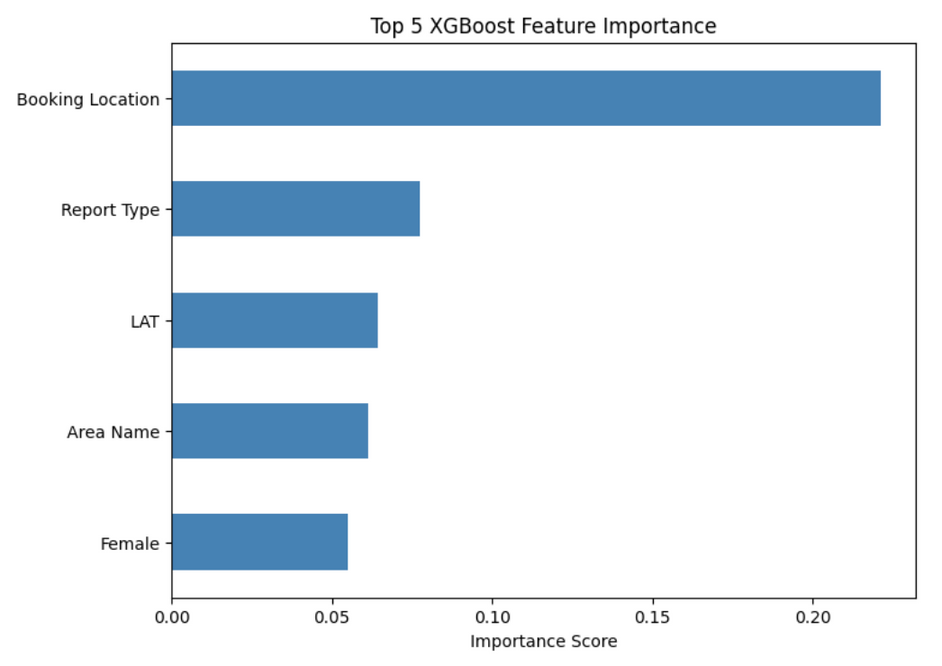 Top 5 XGBoost Feature Importance
Booking Location
Report Type
LAT
Area Name
Female
0.00 0.05 0.10 0.15 0.20
Importance Score